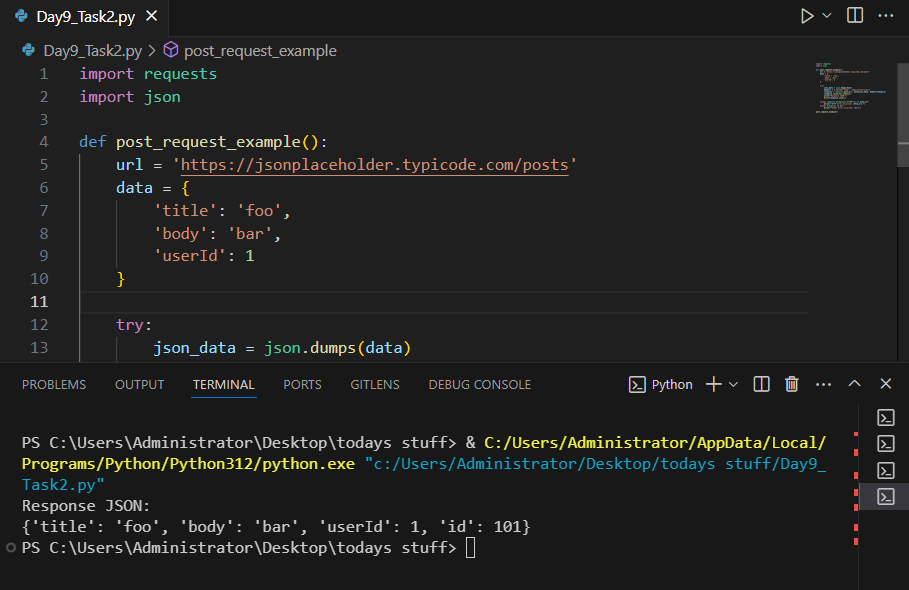 Day9_Task2.py
Day9_Task2.py > post_request_example
1 import requests
2 import json
3
4 def post_request_example():
5     url = 'https://jsonplaceholder.typicode.com/posts'
6     data = {
7         'title': 'foo',
8         'body': 'bar',
9         'userId': 1
10     }
11
12     try:
13         json_data = json.dumps(data)
PROBLEMS OUTPUT TERMINAL PORTS GITLENS DEBUG CONSOLE Python
PS C:\Users\Administrator\Desktop\todays stuff> & C:/Users/Administrator/AppData/Local/
Programs/Python/Python312/python.exe "c:/Users/Administrator/Desktop/todays stuff/Day9_
Task2.py"
Response JSON:
{'title': 'foo', 'body': 'bar', 'userId': 1, 'id': 101}
PS C:\Users\Administrator\Desktop\todays stuff>